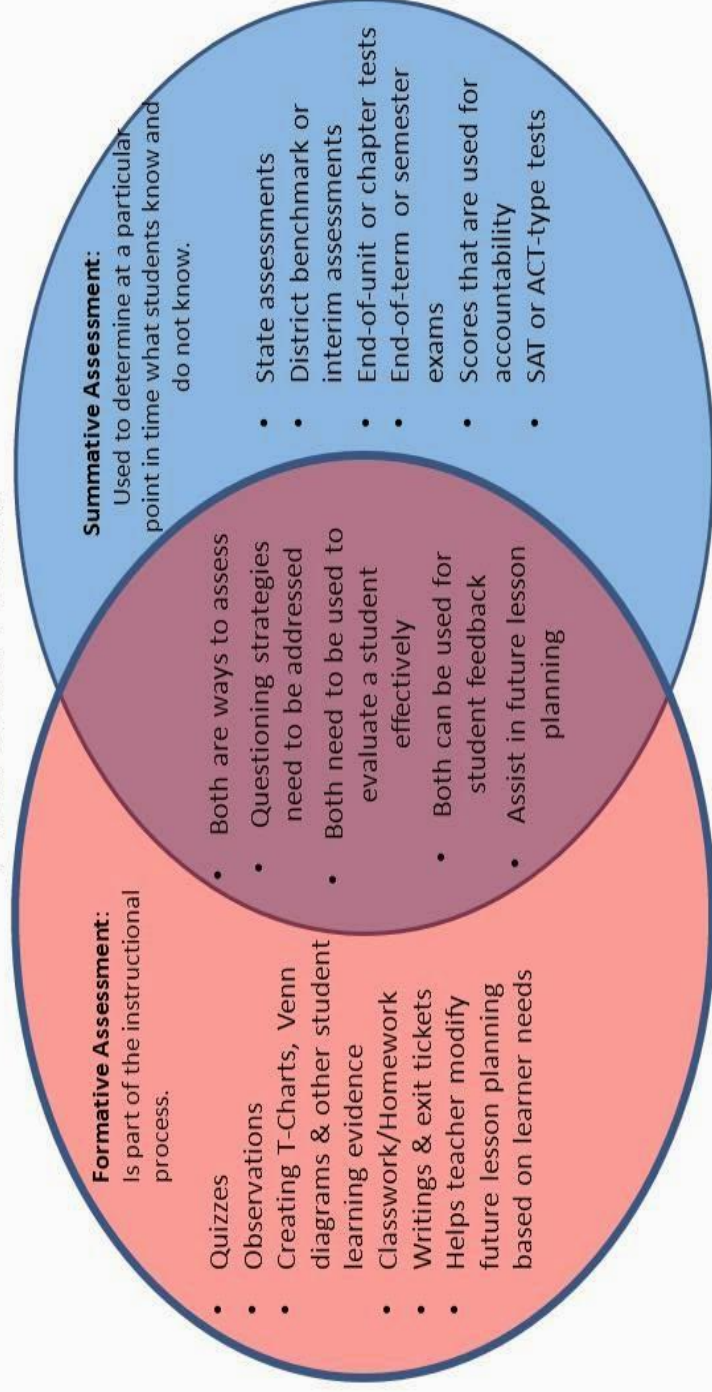 Formative Assessment:
Is part of the instructional
process.
• Quizzes
• Observations
• Creating T-Charts, Venn
diagrams & other student
learning evidence
• Classwork/Homework
• Writings & exit tickets
• Helps teacher modify
future lesson planning
based on learner needs
• Both are ways to assess
• Questioning strategies
need to be addressed
• Both need to be used to
evaluate a student
effectively
• Both can be used for
student feedback
• Assist in future lesson
planning
Summative Assessment:
Used to determine at a particular
point in time what students know and
do not know.
• State assessments
• District benchmark or
interim assessments
• End-of-unit or chapter tests
• End-of-term or semester
exams
• Scores that are used for
accountability
• SAT or ACT-type tests